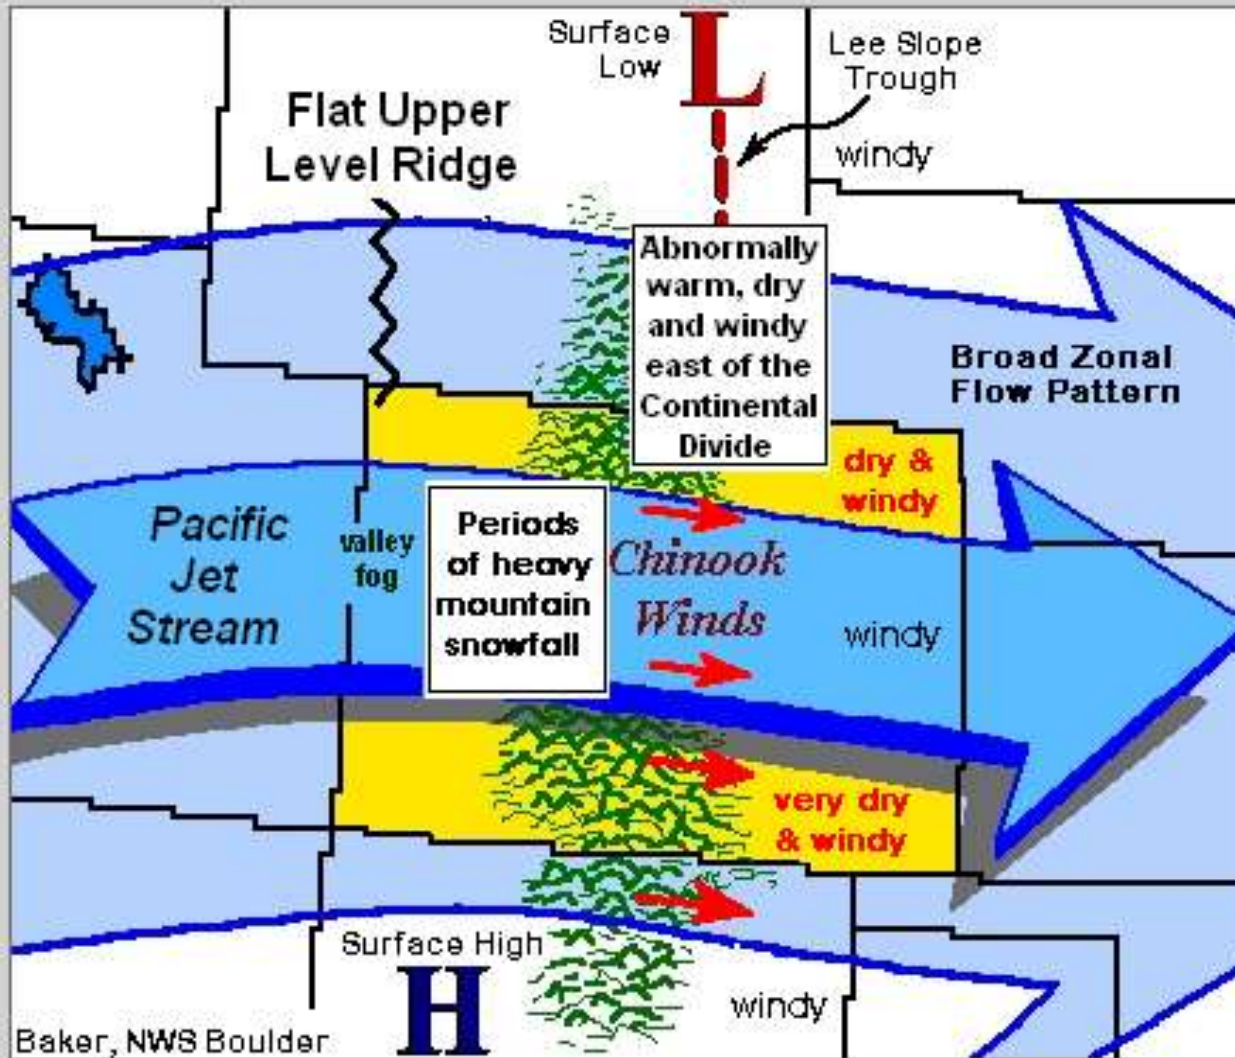 Surface
Low
L
Lee Slope
Trough
windy
Flat Upper
Level Ridge
Abnormally
warm, dry
and windy
east of the
Continental
Divide
Broad Zonal
Flow Pattern
dry &
windy
Pacific
Jet
Stream
valley
fog
Periods
of heavy
mountain
snowfall
Chinook
Winds
windy
very dry
& windy
Surface High
H
windy
Baker, NWS Boulder